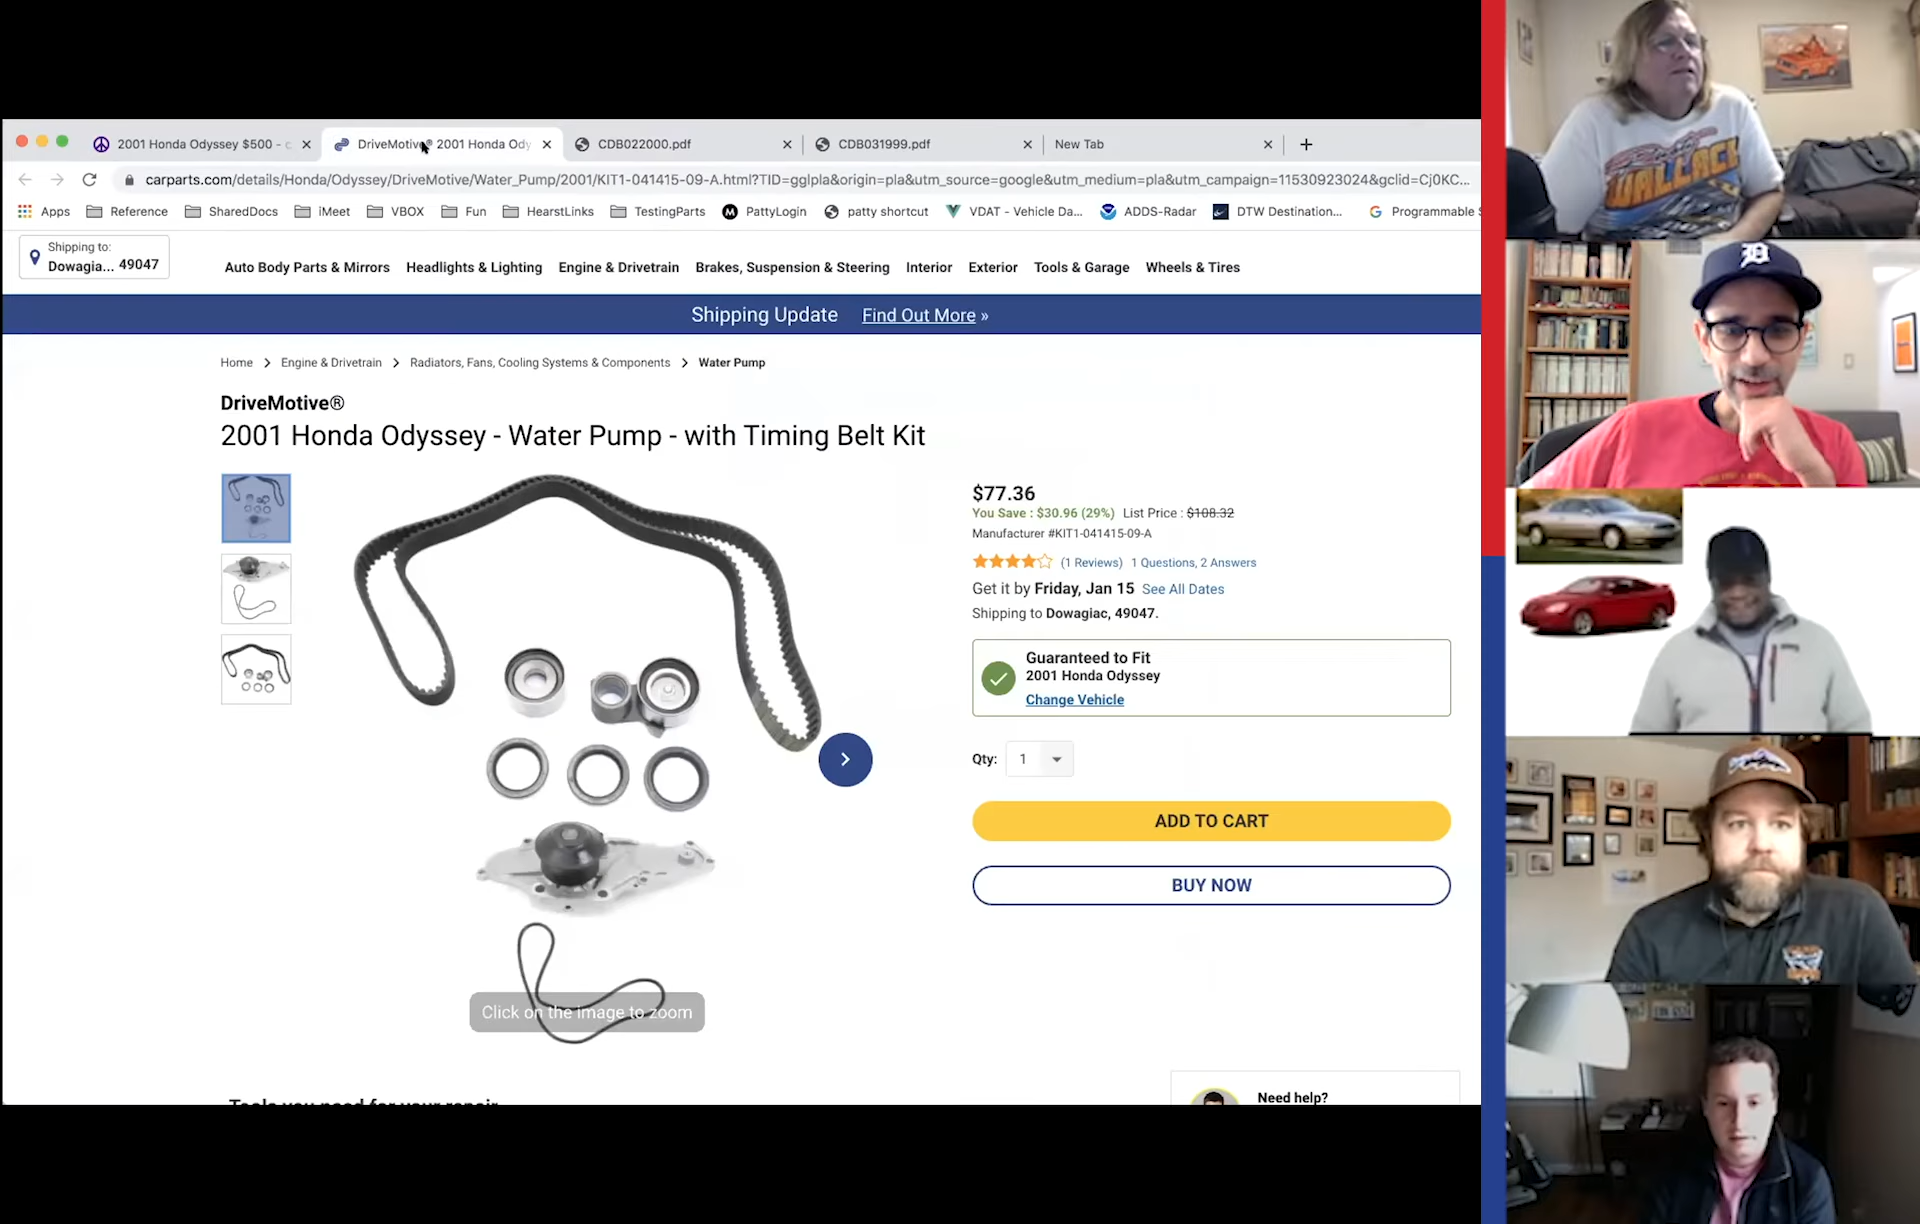 2001 Honda Odyssey $500 - c
DriveMotive® 2001 Honda Ody
CDB022000.pdf
CDB031999.pdf
New Tab
carparts.com/details/Honda/Odyssey/DriveMotive/Water_Pump/2001/KIT1-041415-09-A.html?TID=gglpla&origin=pla&utm_source=google&utm_medium=pla&utm_campaign=11530923024&gclid=Cj0KC...
Apps Reference SharedDocs iMeet VBOX Fun HearstLinks TestingParts PattyLogin patty shortcut VDAT - Vehicle Da... ADDS-Radar DTW Destination... Programmable S
Shipping to:
Dowagia... 49047
Auto Body Parts & Mirrors Headlights & Lighting Engine & Drivetrain Brakes, Suspension & Steering Interior Exterior Tools & Garage Wheels & Tires
Shipping Update Find Out More »
Home > Engine & Drivetrain > Radiators, Fans, Cooling Systems & Components > Water Pump
DriveMotive®
2001 Honda Odyssey - Water Pump - with Timing Belt Kit
$77.36
You Save : $30.96 (29%) List Price : $108.32
Manufacturer #KIT1-041415-09-A
(1 Reviews) 1 Questions, 2 Answers
Get it by Friday, Jan 15 See All Dates
Shipping to Dowagiac, 49047.
Guaranteed to Fit
2001 Honda Odyssey
Change Vehicle
Qty: 1
ADD TO CART
BUY NOW
Click on the image to zoom
Tools you need for your repair
Need help?
WALLACE
D